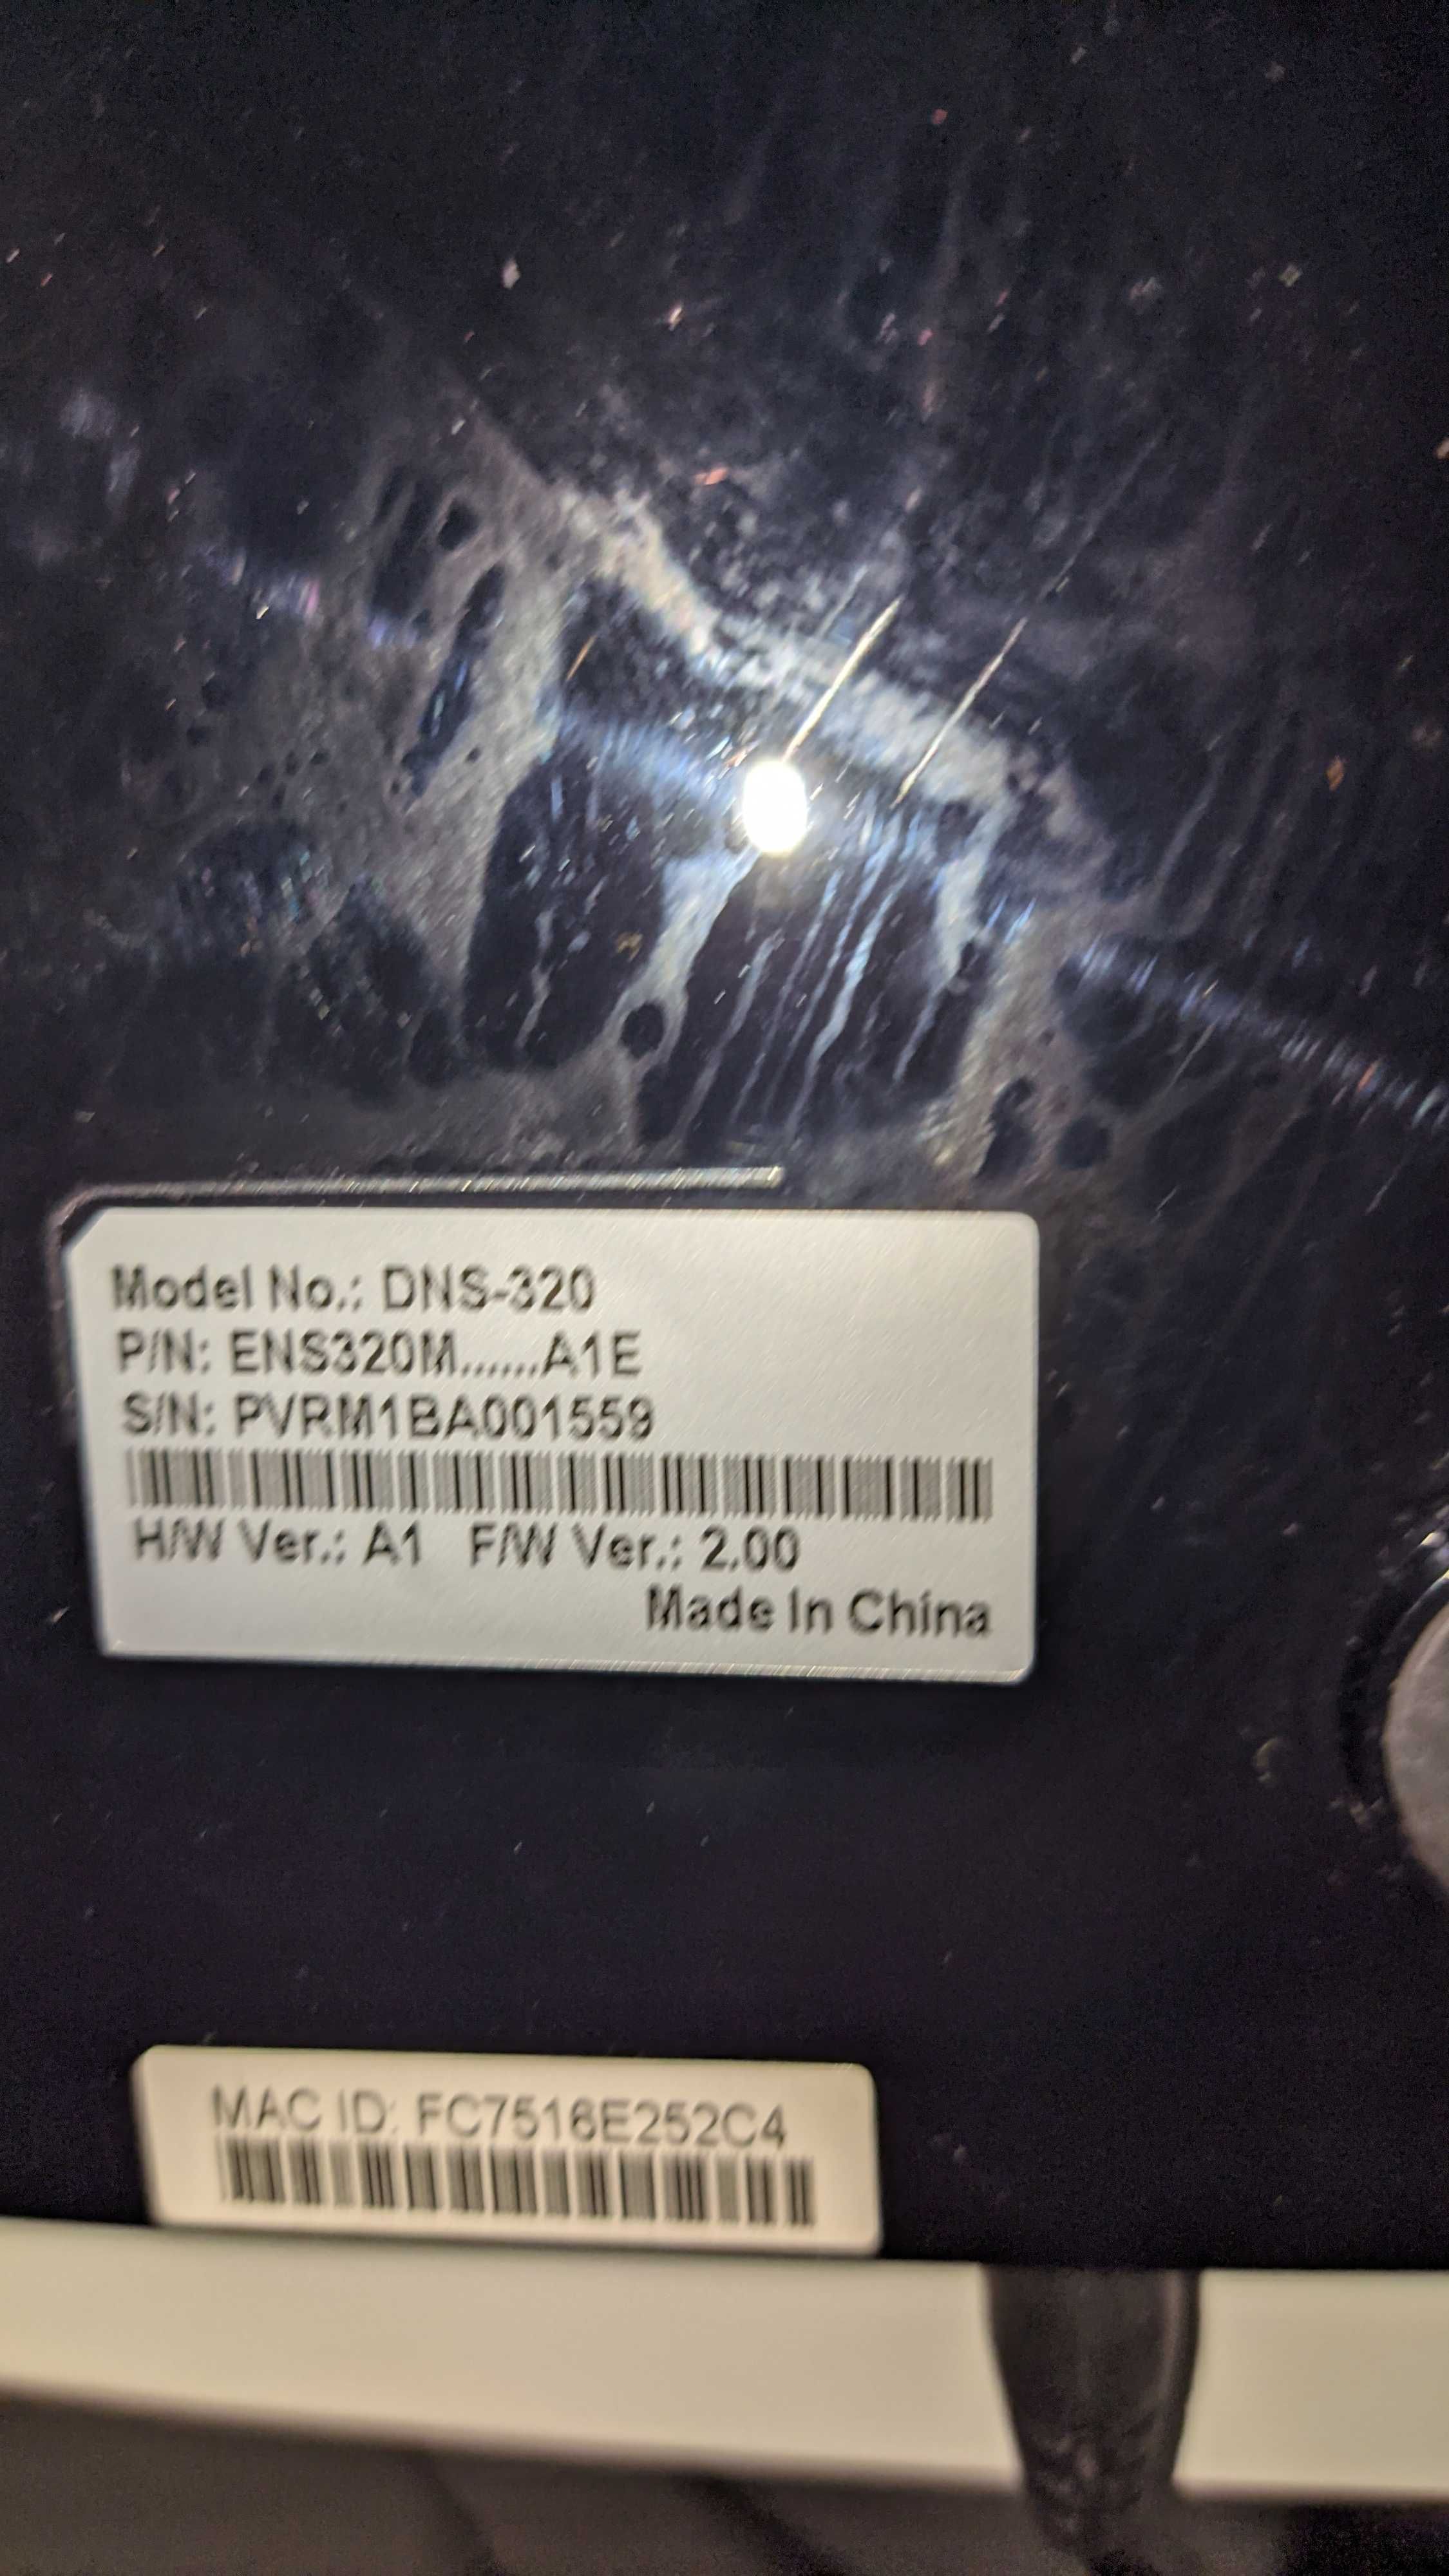 Model No.: DNS-320
P/N: ENS320M......A1E
S/N: PVRM1BA001559
H/W Ver.: A1 F/W Ver.: 2.00
Made In China
MAC ID: FC7516E252C4